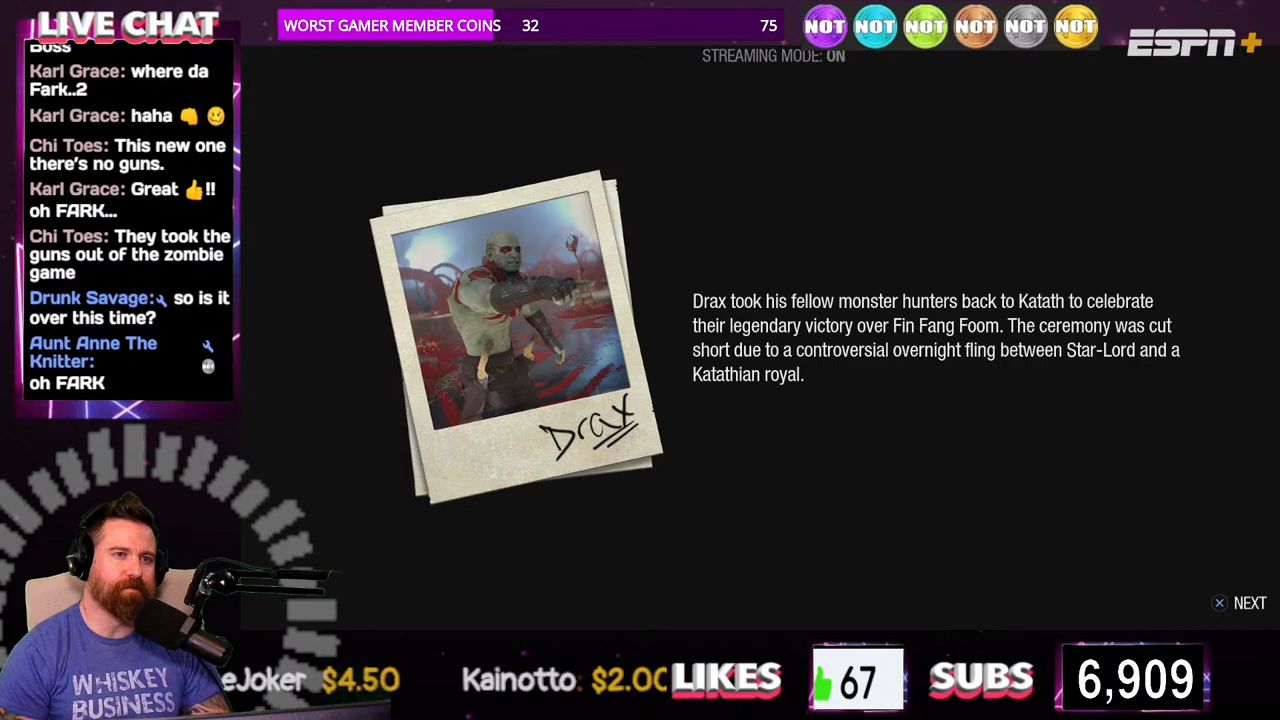 LIVE CHAT
WORST GAMER MEMBER COINS 32 75
NOT NOT NOT NOT NOT NOT
ESPN+
STREAMING MODE: ON
Boss
Karl Grace: where da
Fark..2
Karl Grace: haha 👊 🥴
Chi Toes: This new one
there's no guns.
Karl Grace: Great 👍!!
oh FARK...
Chi Toes: They took the
guns out of the zombie
game
Drunk Savage: so is it
over this time?
Aunt Anne The
Knitter:
oh FARK
Drax
Drax took his fellow monster hunters back to Katath to celebrate
their legendary victory over Fin Fang Foom. The ceremony was cut
short due to a controversial overnight fling between Star-Lord and a
Katathian royal.
NEXT
WHISKEY
BUSINESS
eJoker $4.50 Kainotto: $2.00 LIKES 67 SUBS 6,909